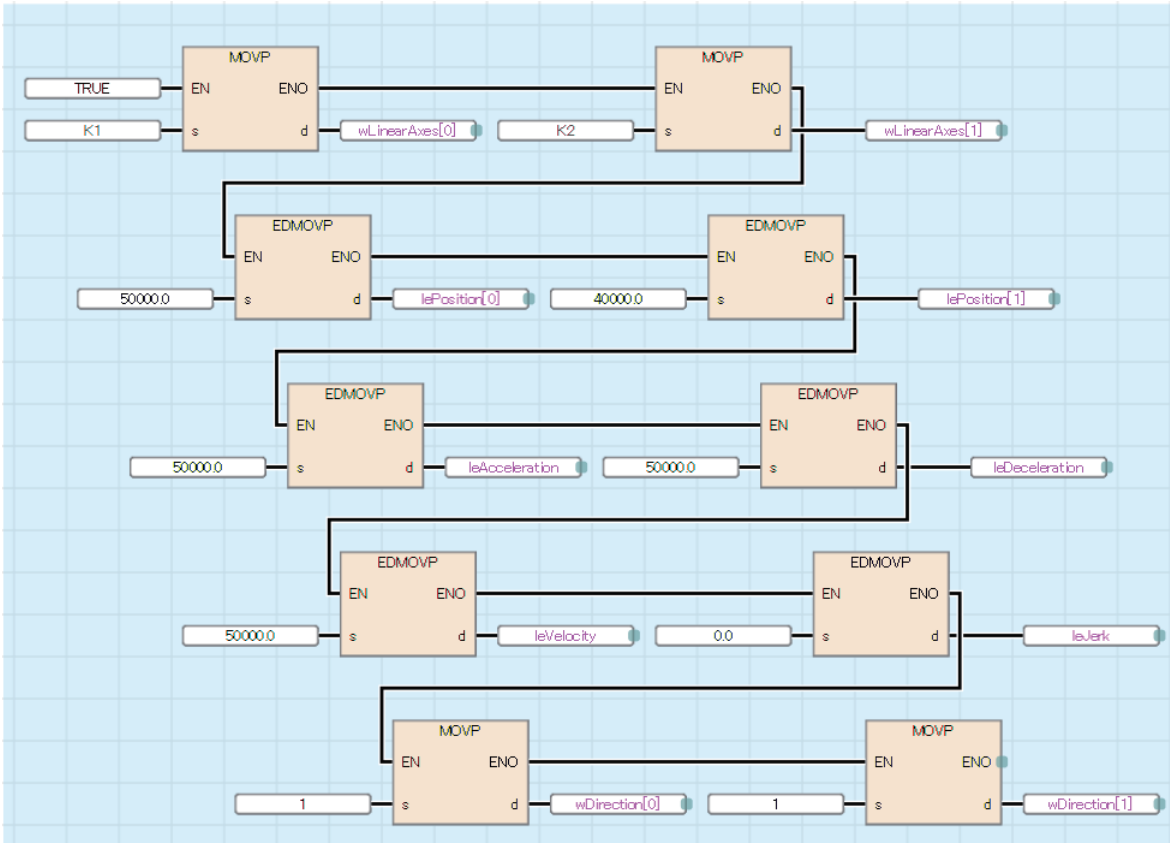 MOVP MOVP
TRUE EN ENO EN ENO
K1 s d wLinearAxes[0] K2 s d wLinearAxes[1]
EDMOVP EDMOVP
EN ENO EN ENO
50000.0 s d lePosition[0] 40000.0 s d lePosition[1]
EDMOVP EDMOVP
EN ENO EN ENO
50000.0 s d leAcceleration 50000.0 s d leDeceleration
EDMOVP EDMOVP
EN ENO EN ENO
50000.0 s d leVelocity 0.0 s d leJerk
MOVP MOVP
EN ENO EN ENO
1 s d wDirection[0] 1 s d wDirection[1]